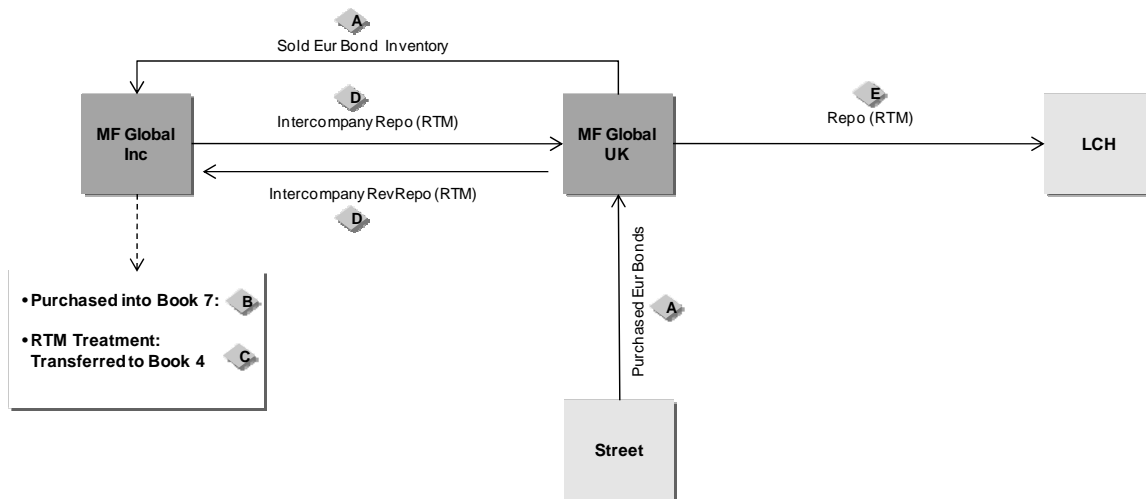 A
Sold Eur Bond Inventory
MF Global
Inc
D
Intercompany Repo (RTM)
MF Global
UK
E
Repo (RTM)
LCH
Intercompany RevRepo (RTM)
D
• Purchased into Book 7:
B
• RTM Treatment:
Transferred to Book 4
C
Purchased Eur Bonds
A
Street